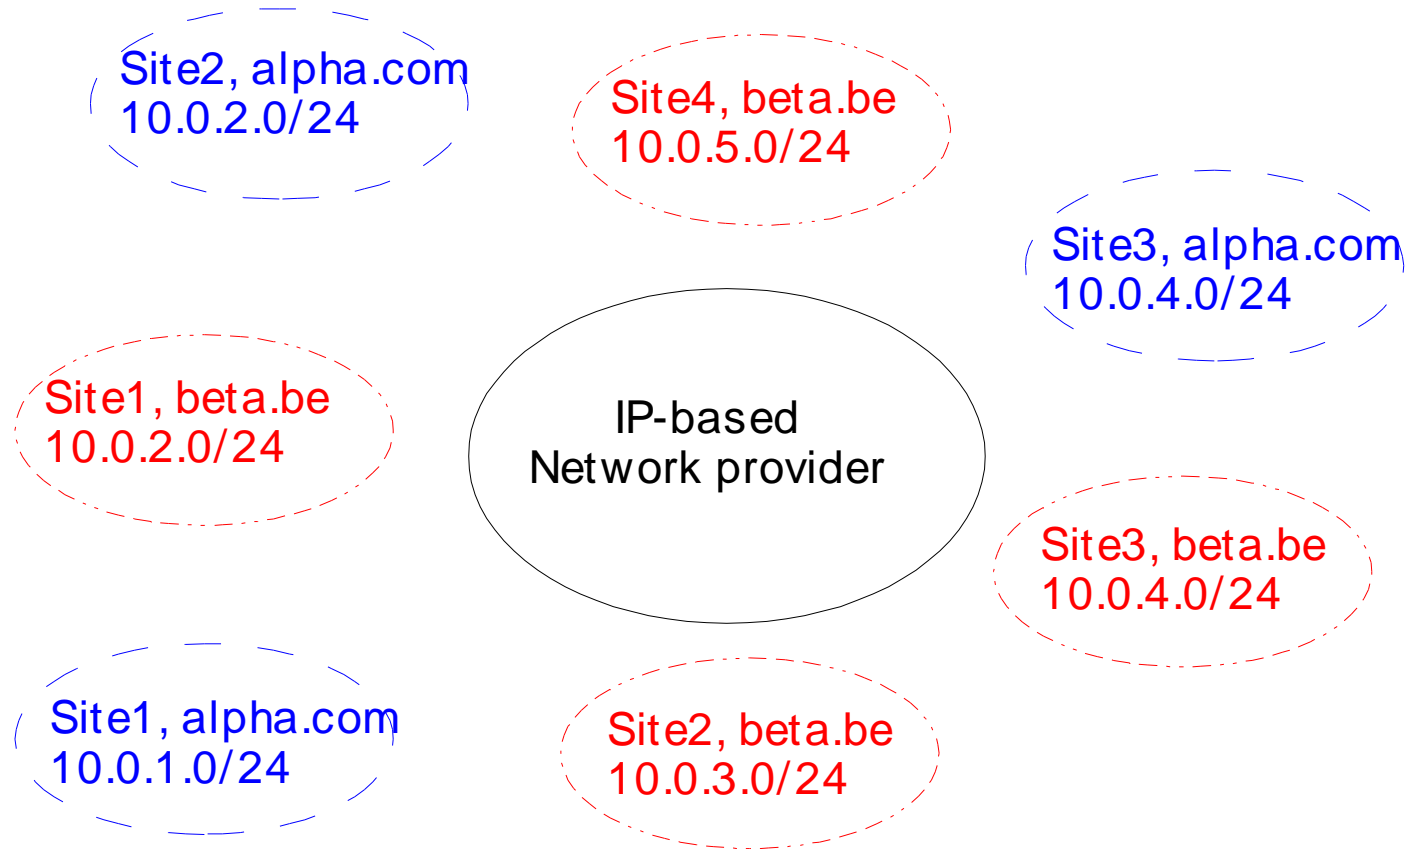 Site2, alpha.com
10.0.2.0/24
Site4, beta.be
10.0.5.0/24
Site3, alpha.com
10.0.4.0/24
Site1, beta.be
10.0.2.0/24
IP-based
Network provider
Site3, beta.be
10.0.4.0/24
Site1, alpha.com
10.0.1.0/24
Site2, beta.be
10.0.3.0/24